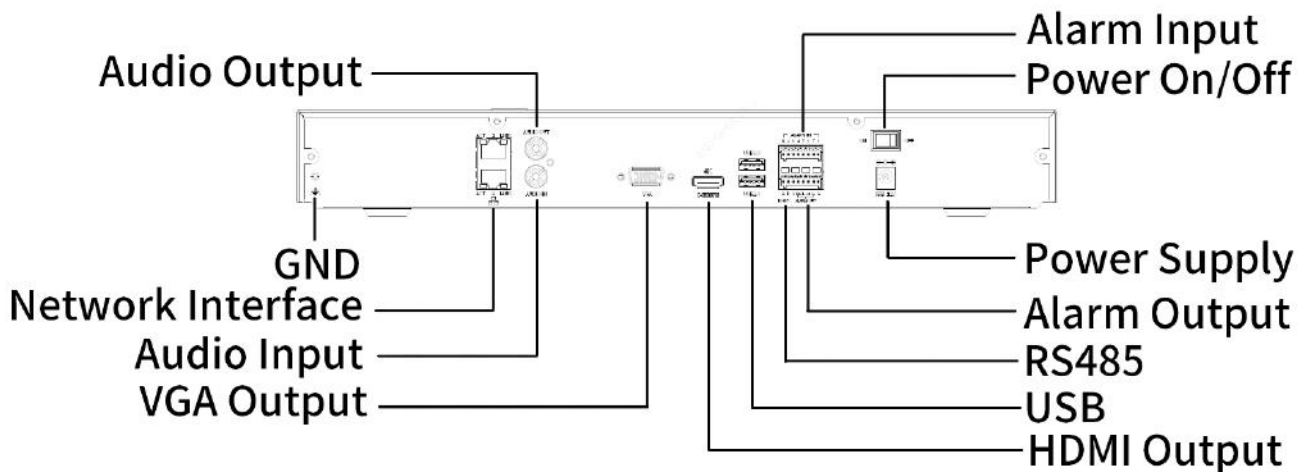 Audio Output
Alarm Input
Power On/Off
VGA
GND
Network Interface
Audio Input
VGA Output
Power Supply
Alarm Output
RS485
USB
HDMI Output